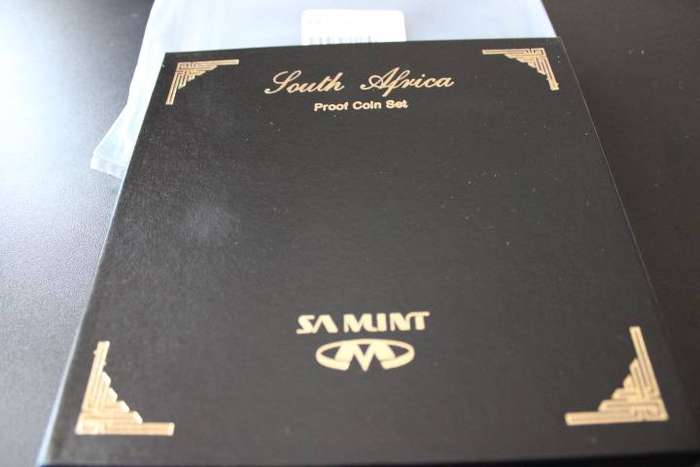 South Africa
Proof Coin Set
SA MINT